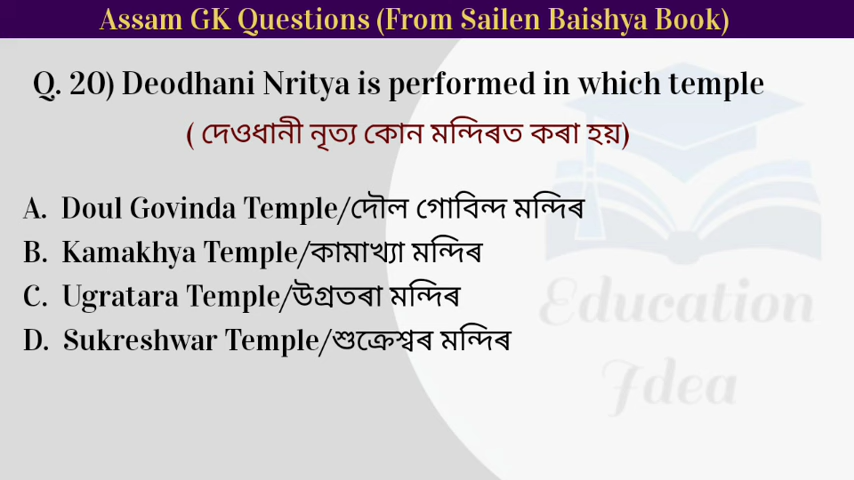 Assam GK Questions (From Sailen Baishya Book)
Q. 20) Deodhani Nritya is performed in which temple
( দেওধানী নৃত্য কোন মন্দিৰত কৰা হয়)
A. Doul Govinda Temple/দৌল গোবিন্দ মন্দিৰ
B. Kamakhya Temple/কামাখ্যা মন্দিৰ
C. Ugratara Temple/উগ্ৰতৰা মন্দিৰ
D. Sukreshwar Temple/শুক্ৰেশ্বৰ মন্দিৰ
Education
Idea